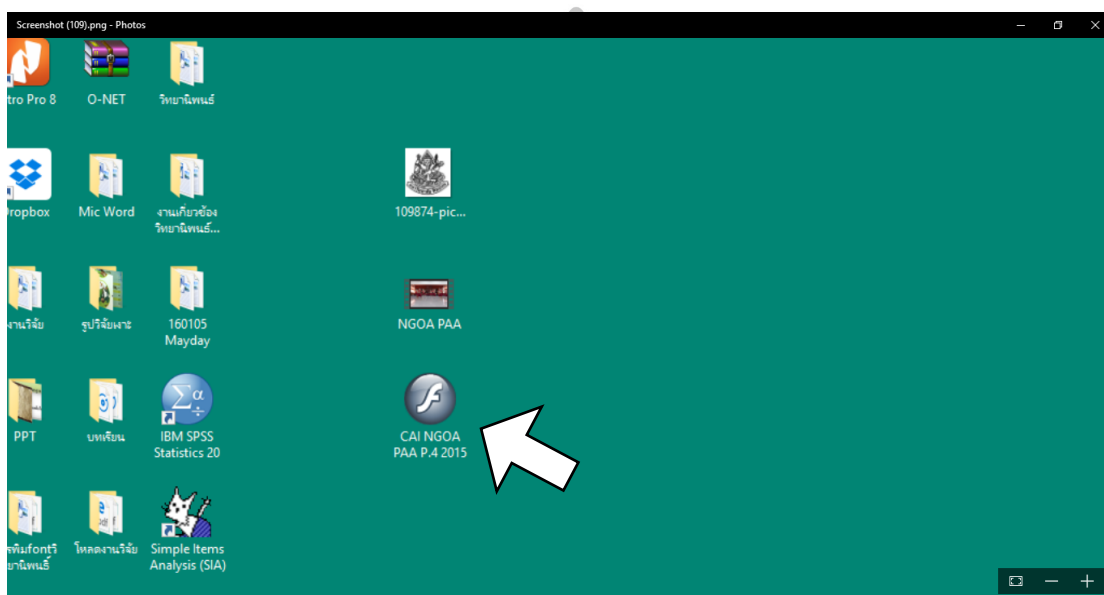 Screenshot (109).png - Photos
tro Pro 8
O-NET
วิทยานิพนธ์
ropbox
Mic Word
งานเกี่ยวข้อง
วิทยานิพนธ์...
109874-pic...
งานวิจัย
รูปวิจัยเงาะ
160105
Mayday
NGOA PAA
PPT
บทเรียน
IBM SPSS
Statistics 20
CAI NGOA
PAA P.4 2015
โหลดงานวิจัย
Simple Items
Analysis (SIA)